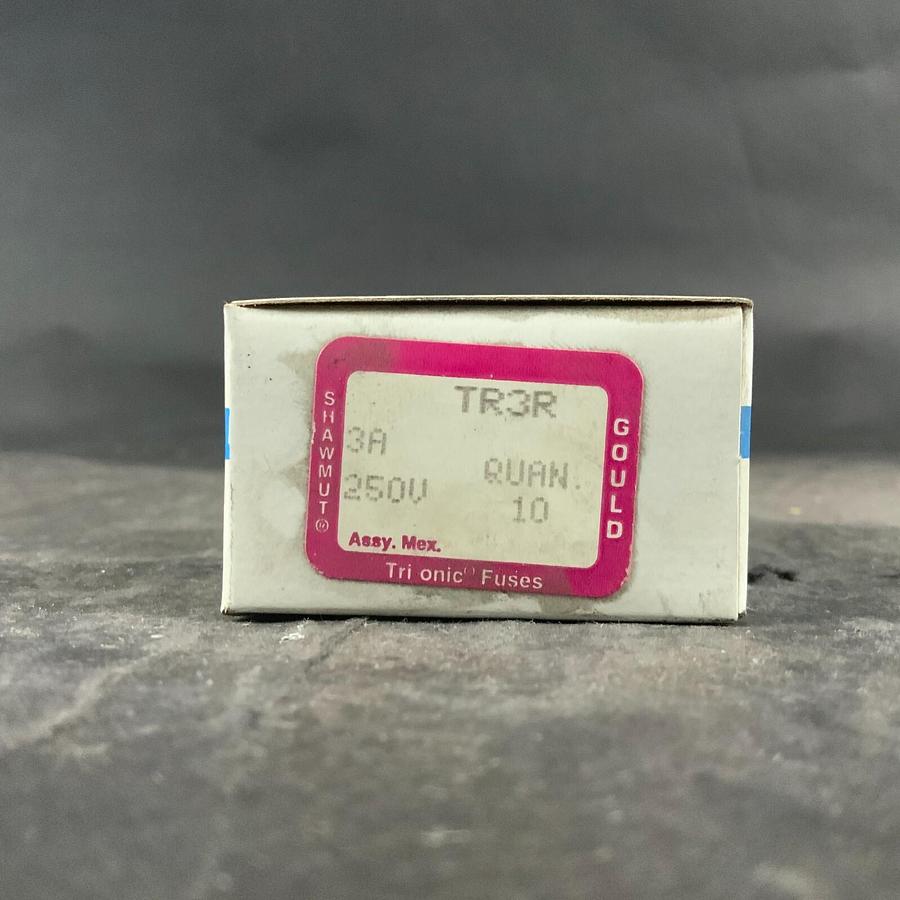 TR3R
3A
250V
QUAN.
10
Assy. Mex.
SHAWMUT®
GOULD
Tri onic Fuses